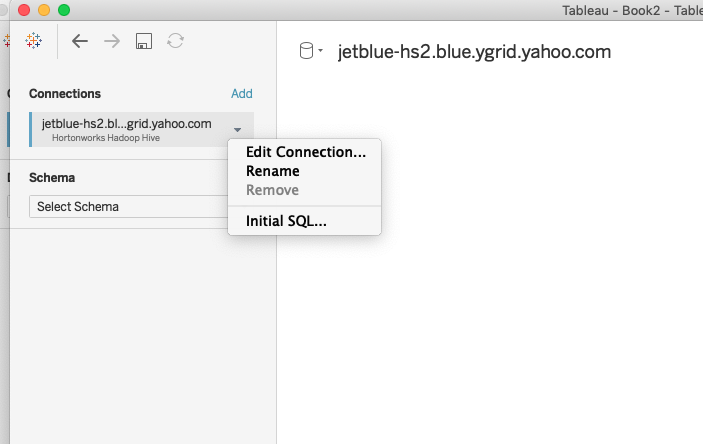 Tableau - Book2 - Table
jetblue-hs2.blue.ygrid.yahoo.com
Connections
Add
jetblue-hs2.bl...grid.yahoo.com
Hortonworks Hadoop Hive
Edit Connection...
Rename
Remove
Initial SQL...
Schema
Select Schema